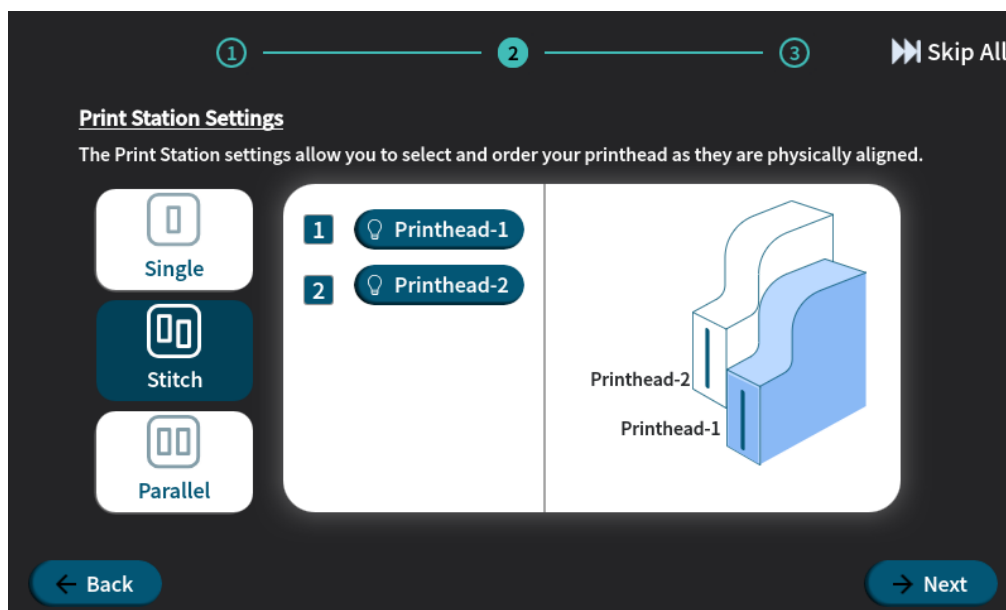 1
2
3
Skip All
Print Station Settings
The Print Station settings allow you to select and order your printhead as they are physically aligned.
Single
Stitch
Parallel
1 Printhead-1
2 Printhead-2
Printhead-2
Printhead-1
Back
Next